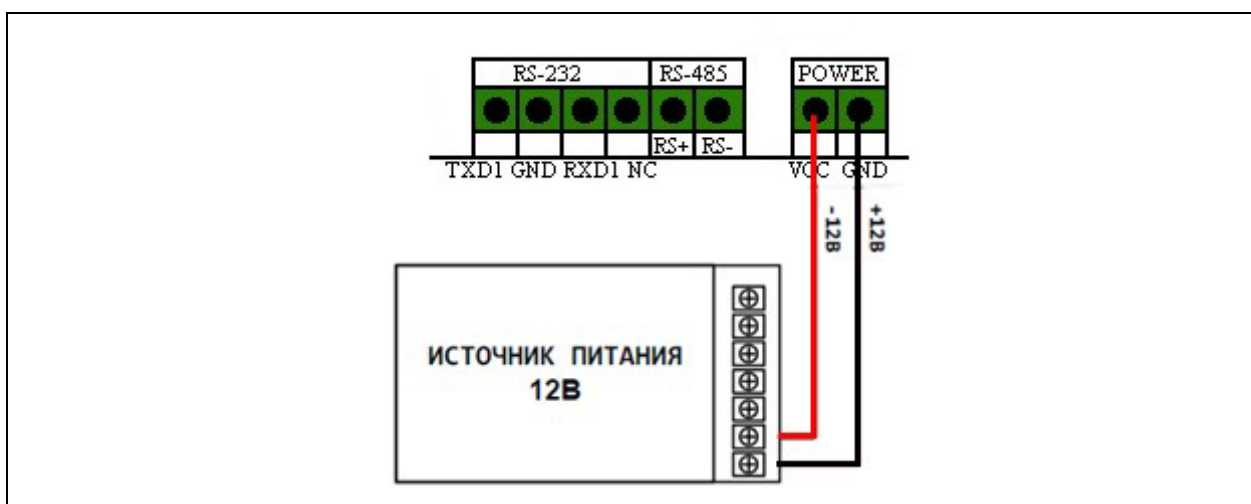 RS-232 RS-485 POWER
RS+ RS-
TXD1 GND RXD1 NC VCC GND
-12В +12В
ИСТОЧНИК ПИТАНИЯ
12В